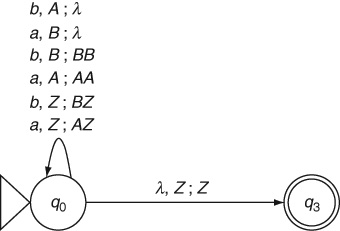 b, A ; λ
a, B ; λ
b, B ; BB
a, A ; AA
b, Z ; BZ
a, Z ; AZ
λ, Z ; Z
q₀
q₃